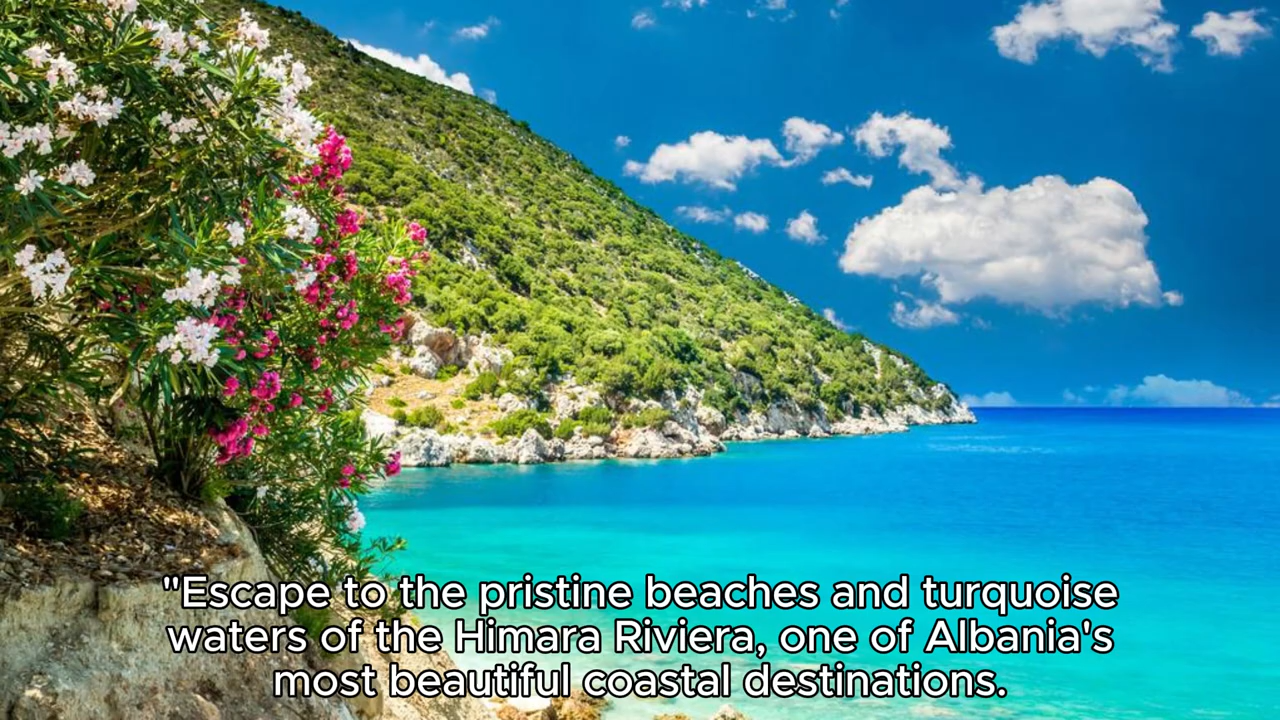 "Escape to the pristine beaches and turquoise
waters of the Himara Riviera, one of Albania's
most beautiful coastal destinations.